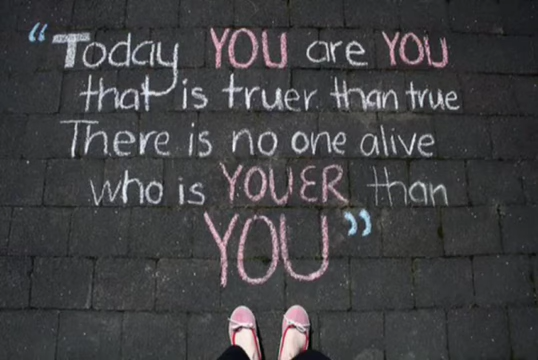 “Today YOU are YOU
that is truer than true
There is no one alive
who is YOUER than
YOU”